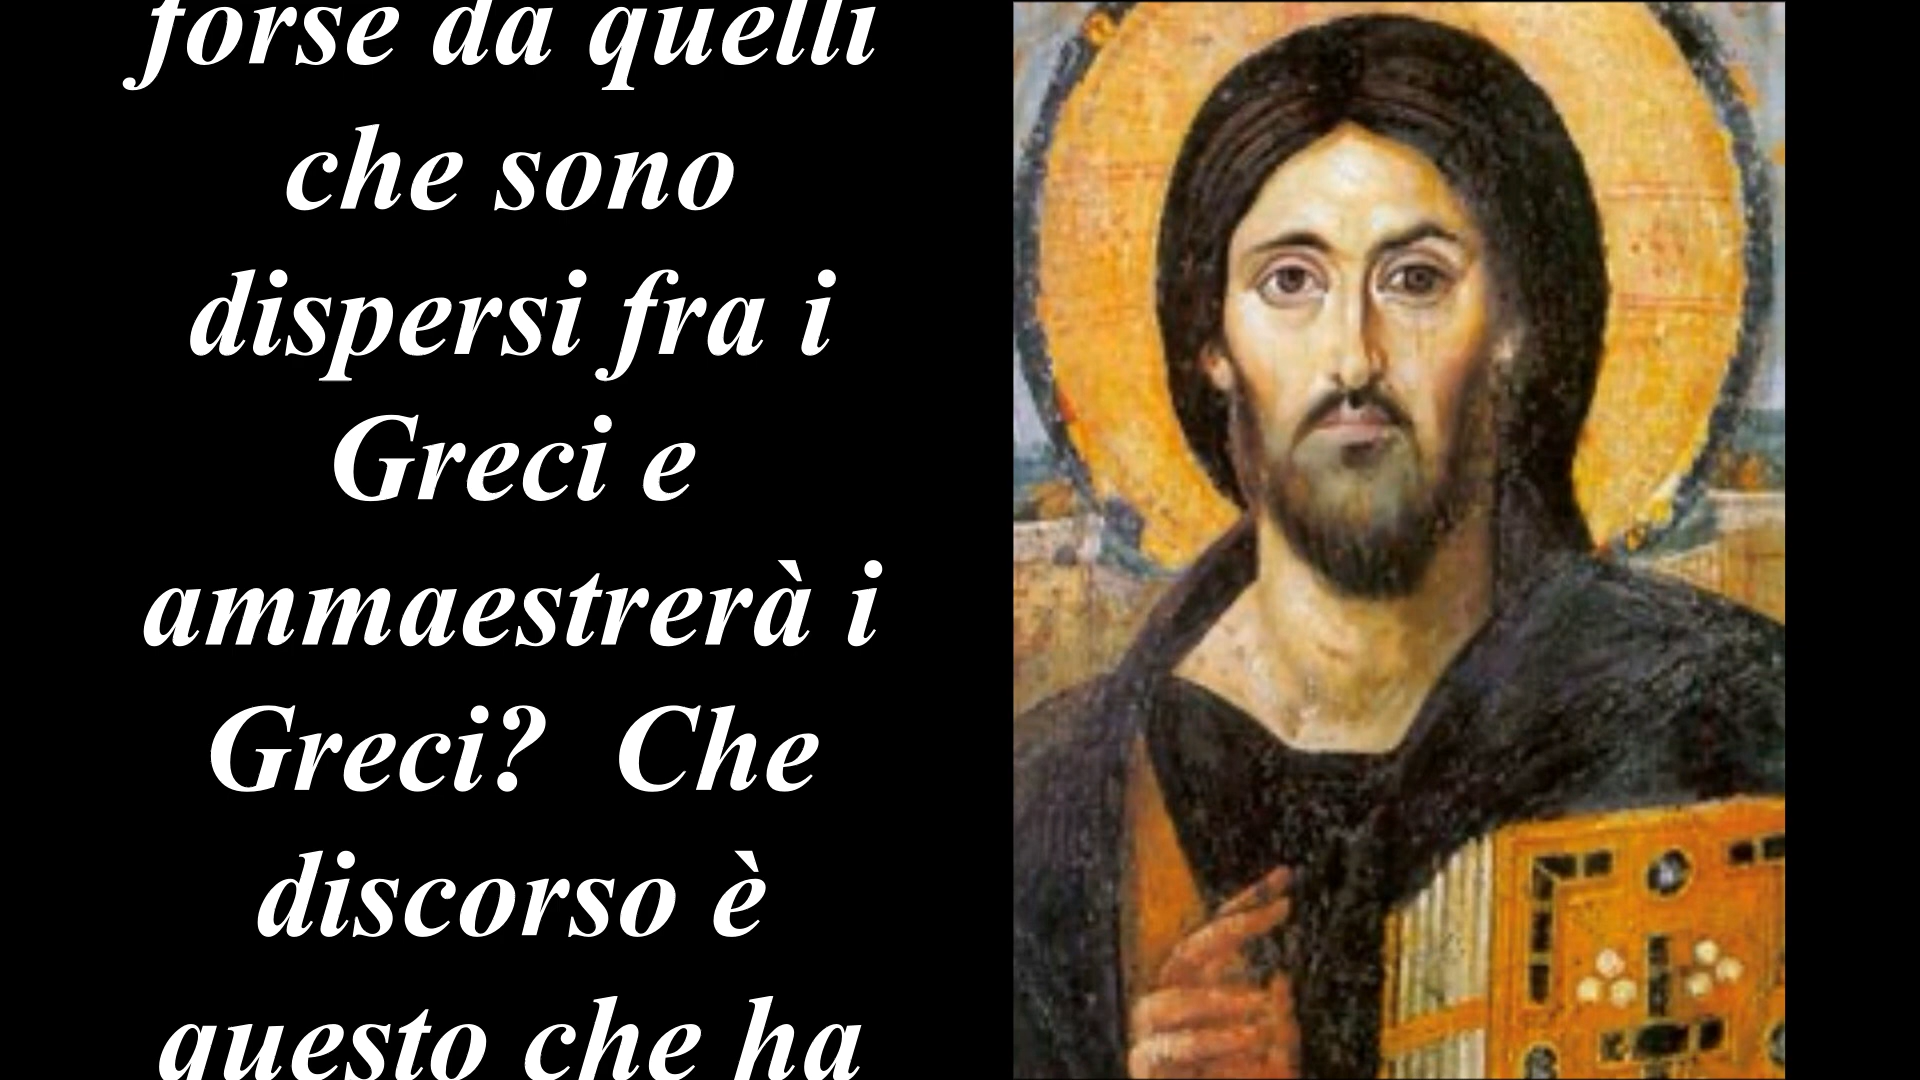 forse da quelli
che sono
dispersi fra i
Greci e
ammaestrerà i
Greci?  Che
discorso è
questo che ha